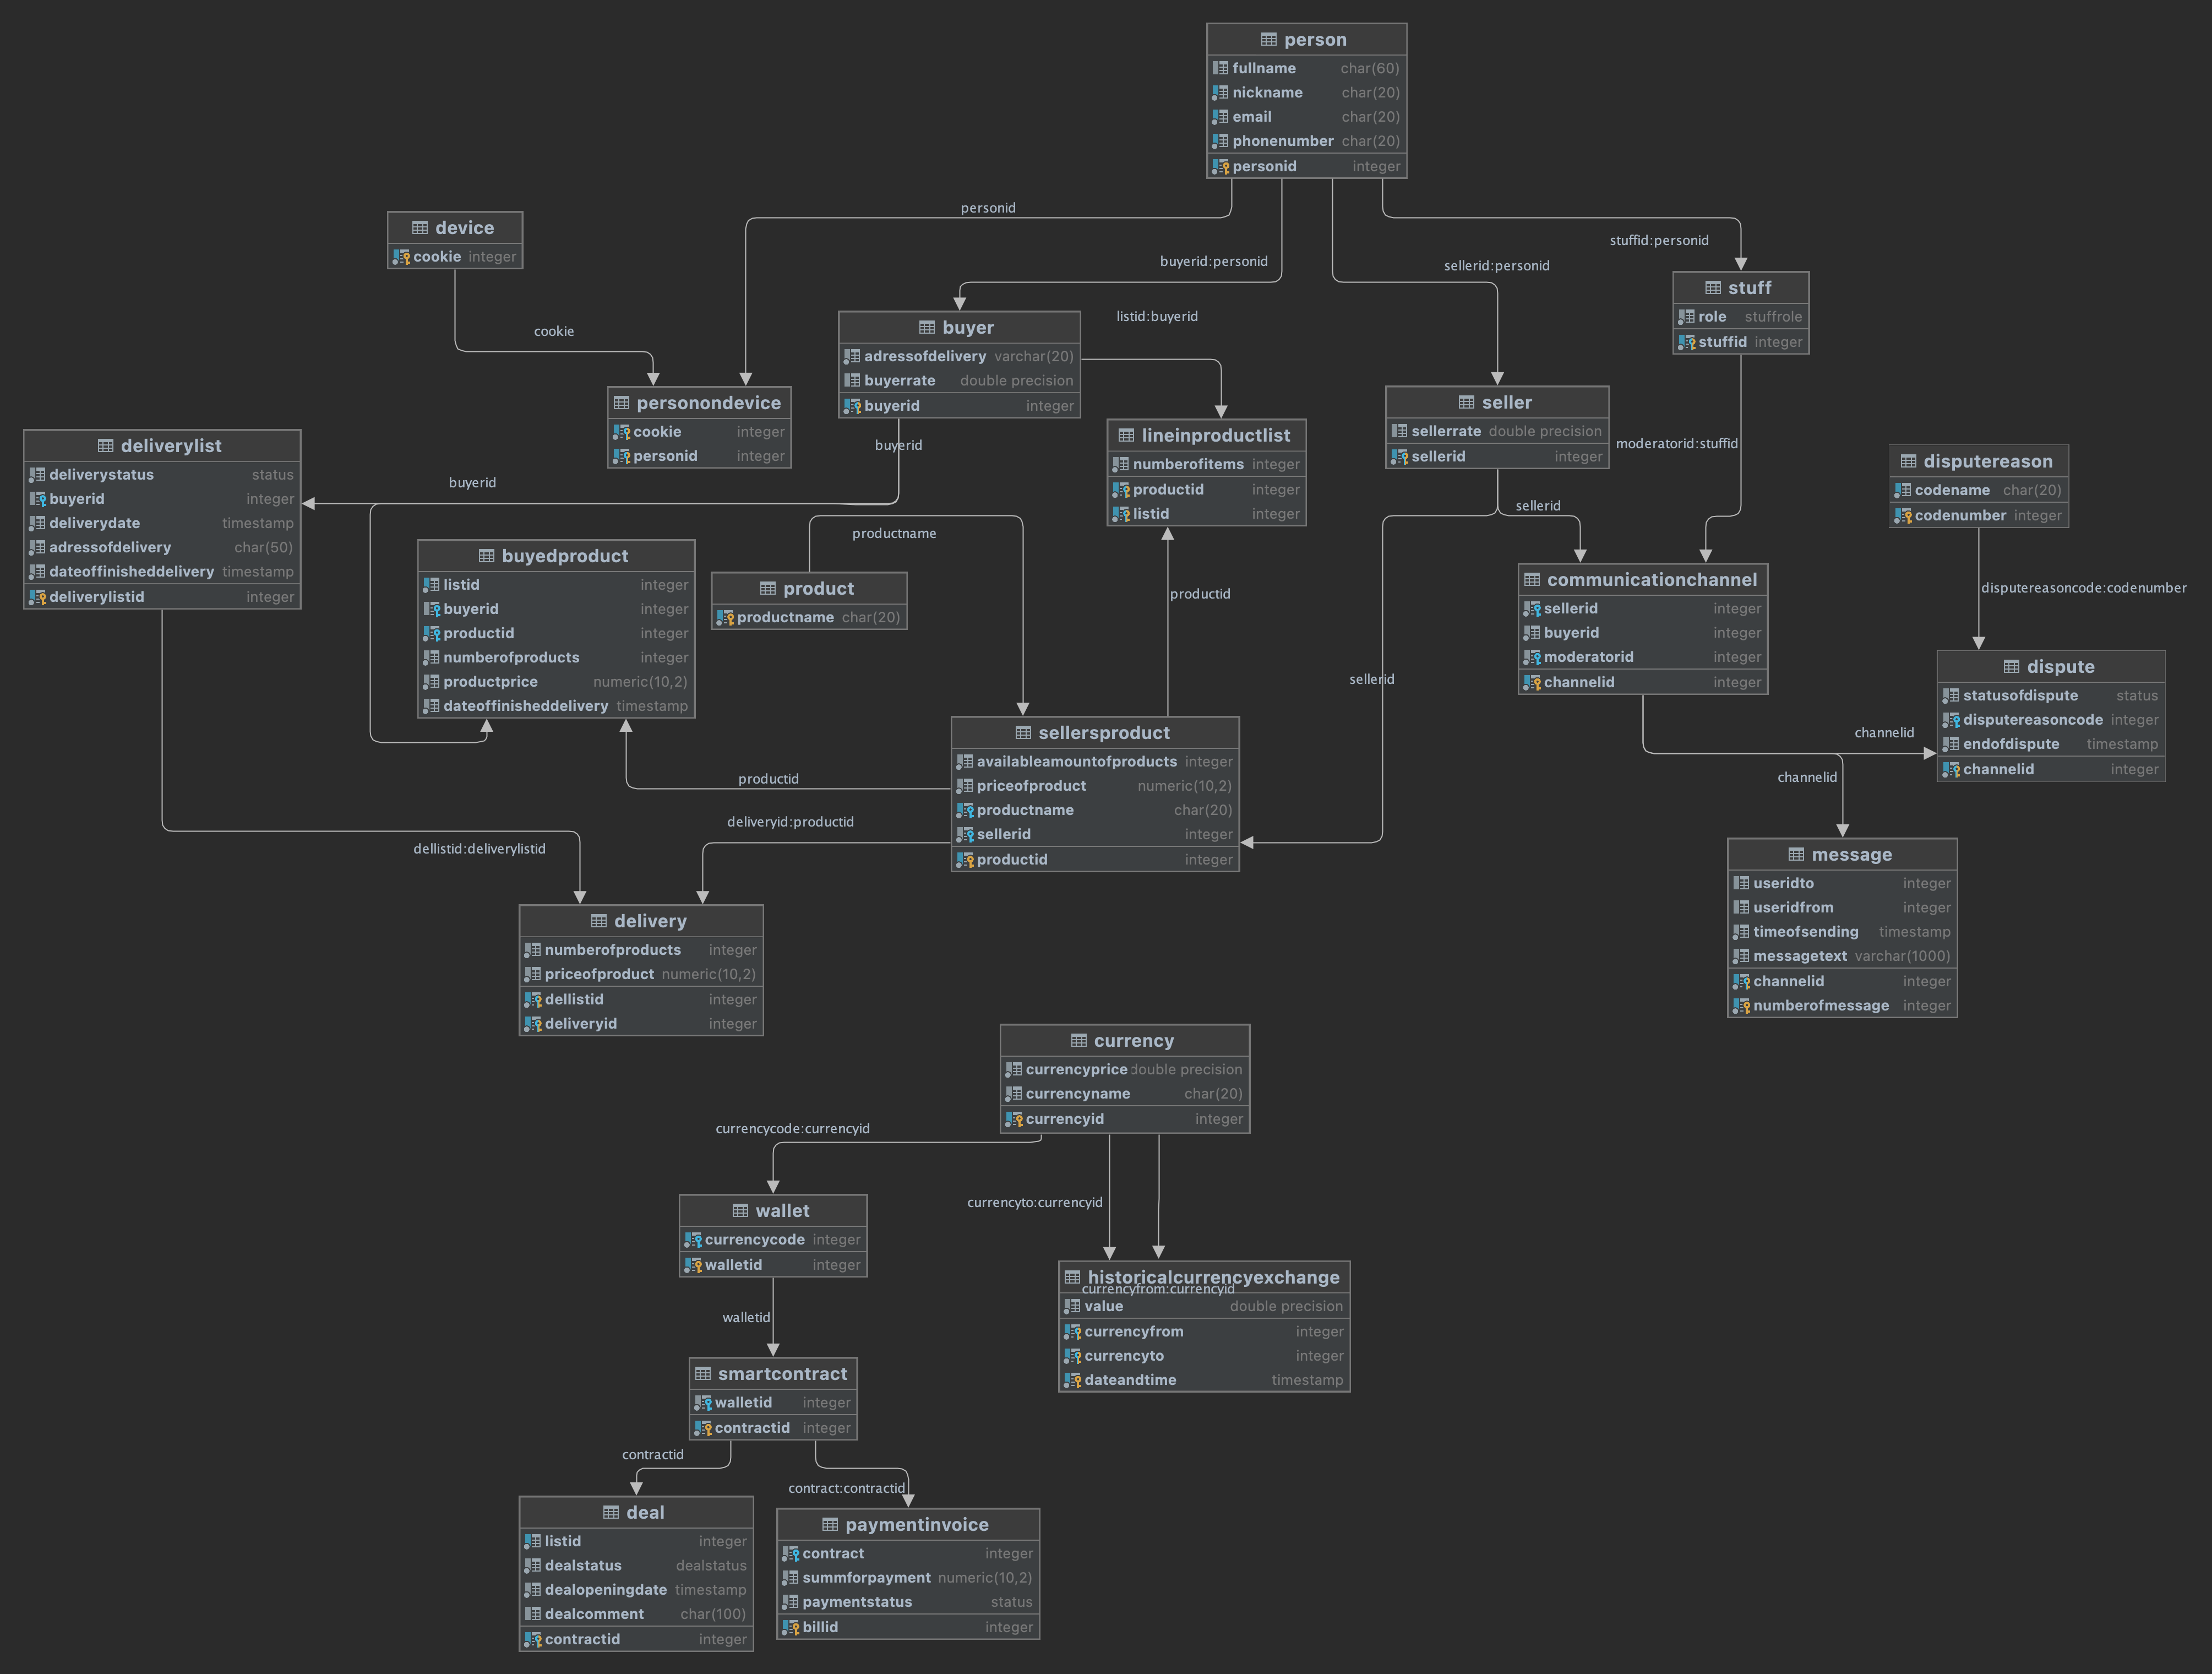 person
fullname char(60)
nickname char(20)
email char(20)
phonenumber char(20)
personid integer
personid
stuffid:personid
buyerid:personid
sellerid:personid
device
cookie integer
cookie
stuff
role stuffrole
stuffid integer
buyer
adressofdelivery varchar(20)
buyerrate double precision
buyerid integer
listid:buyerid
personondevice
cookie integer
personid integer
seller
sellerrate double precision
sellerid integer
moderatorid:stuffid
lineinproductlist
numberofitems integer
productid integer
listid integer
deliverylist
deliverystatus status
buyerid integer
deliverydate timestamp
adressofdelivery char(50)
dateoffinisheddelivery timestamp
deliverylistid integer
buyerid
buyerid
disputereason
codename char(20)
codenumber integer
sellerid
productname
buyedproduct
listid integer
buyerid integer
productid integer
numberofproducts integer
productprice numeric(10,2)
dateoffinisheddelivery timestamp
product
productname char(20)
productid
communicationchannel
sellerid integer
buyerid integer
moderatorid integer
channelid integer
disputereasoncode:codenumber
sellerid
dispute
statusofdispute status
disputereasoncode integer
endofdispute timestamp
channelid integer
channelid
channelid
sellersproduct
availableamountofproducts integer
priceofproduct numeric(10,2)
productname char(20)
sellerid integer
productid integer
productid
deliveryid:productid
dellistid:deliverylistid
message
useridto integer
useridfrom integer
timeofsending timestamp
messagetext varchar(1000)
channelid integer
numberofmessage integer
delivery
numberofproducts integer
priceofproduct numeric(10,2)
dellistid integer
deliveryid integer
currency
currencyprice double precision
currencyname char(20)
currencyid integer
currencycode:currencyid
currencyto:currencyid
wallet
currencycode integer
walletid integer
historicalcurrencyexchange
currencyfrom:currencyid
value double precision
currencyfrom integer
currencyto integer
dateandtime timestamp
walletid
smartcontract
walletid integer
contractid integer
contractid
contract:contractid
deal
listid integer
dealstatus dealstatus
dealopeningdate timestamp
dealcomment char(100)
contractid integer
paymentinvoice
contract integer
summforpayment numeric(10,2)
paymentstatus status
billid integer